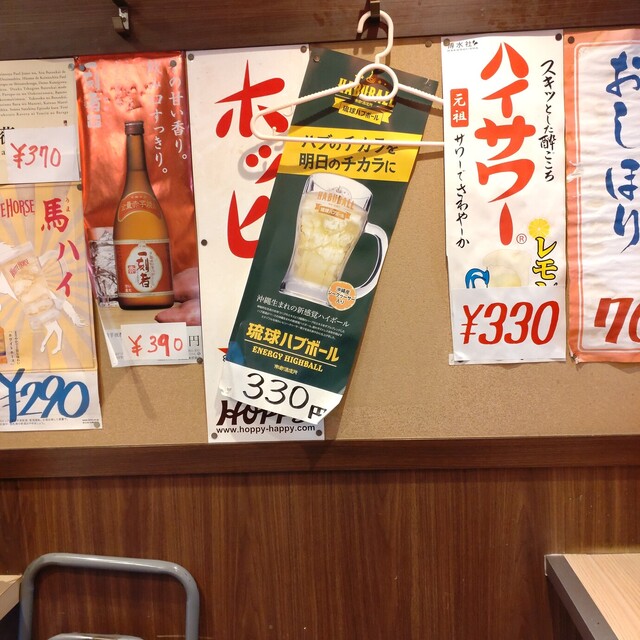 ¥370
HORSE
馬ハイ
¥290
の甘い香り。
口すっきり。
一刻者
¥390
円
ホッピ
HOPPY
www.hoppy-happy.com
HABUBALL
琉球ハブボール
ハブのチカラを
明日のチカラに
沖縄生まれの新感覚ハイボール
琉球ハブボール
ENERGY HIGHBALL
330円
ハイサワー
®
元祖
スキッとした酔ごこち
サワーでさわやーか
レモン
¥330
おしぼり
70